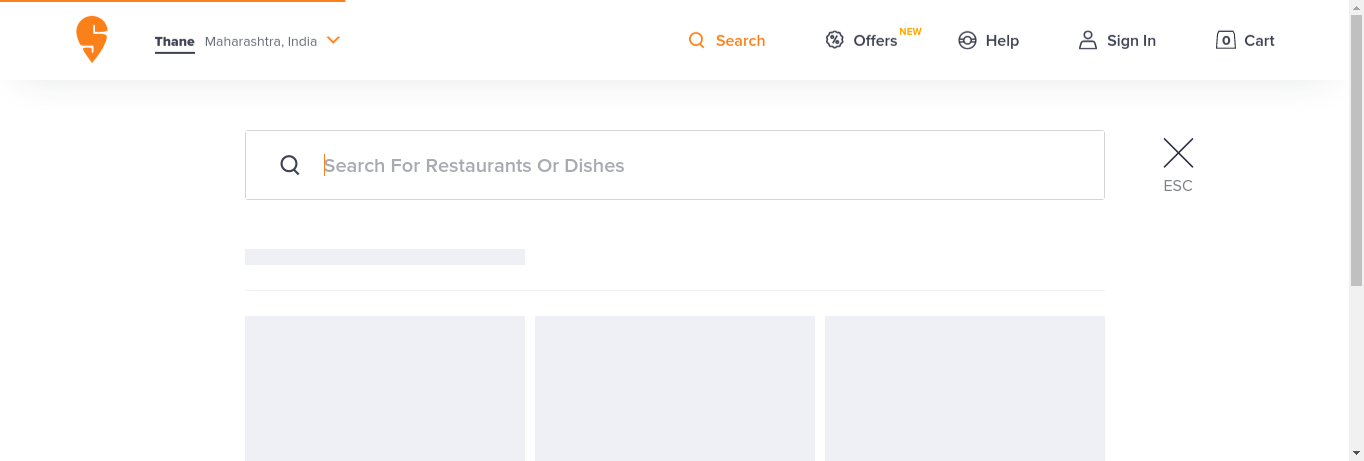 Thane Maharashtra, India Search Offers NEW Help Sign In 0 Cart
Search For Restaurants Or Dishes
ESC